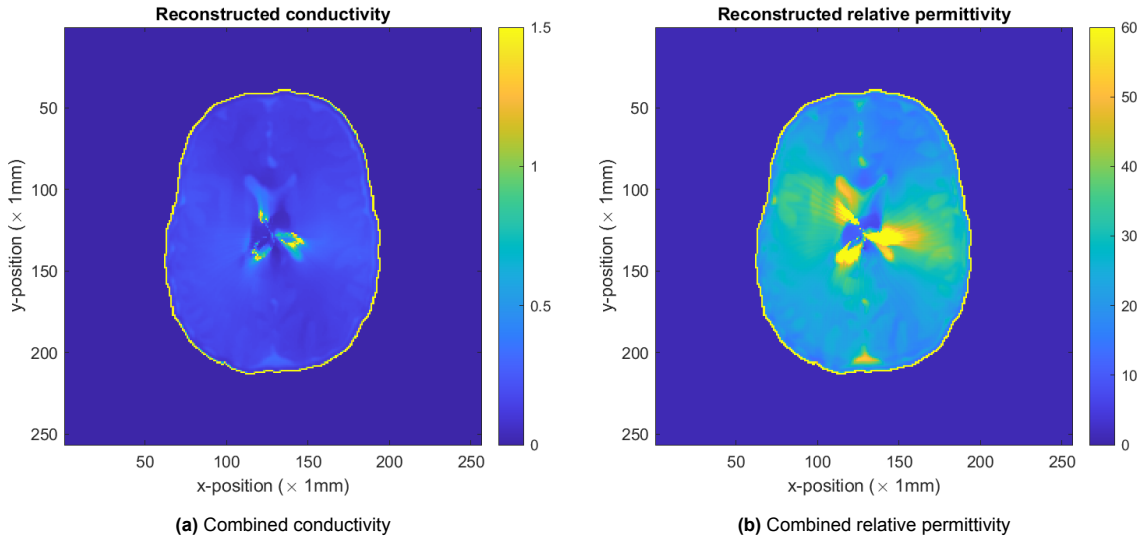 Reconstructed conductivity
1.5
1
0.5
0
50
100
150
200
250
y-position (× 1mm)
50 100 150 200 250
x-position (× 1mm)
(a) Combined conductivity
Reconstructed relative permittivity
60
50
40
30
20
10
0
50
100
150
200
250
y-position (× 1mm)
50 100 150 200 250
x-position (× 1mm)
(b) Combined relative permittivity